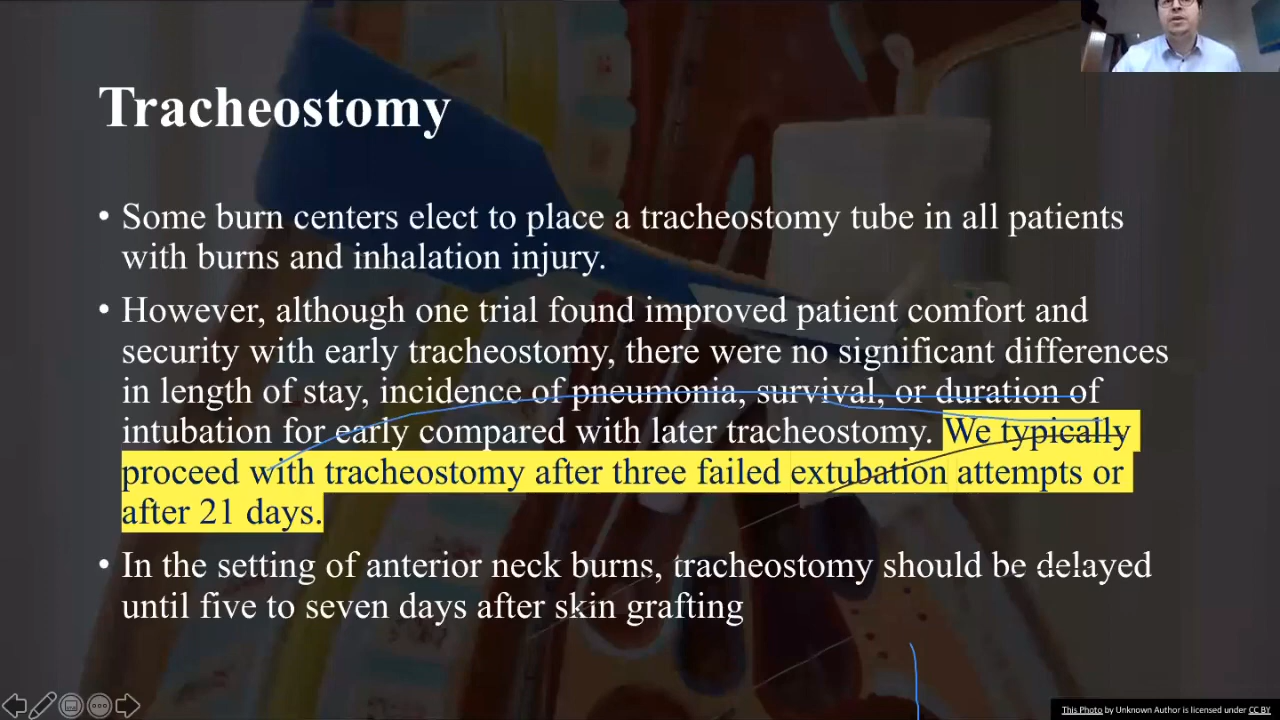 Tracheostomy
• Some burn centers elect to place a tracheostomy tube in all patients
with burns and inhalation injury.
• However, although one trial found improved patient comfort and
security with early tracheostomy, there were no significant differences
in length of stay, incidence of pneumonia, survival, or duration of
intubation for early compared with later tracheostomy. We typically
proceed with tracheostomy after three failed extubation attempts or
after 21 days.
• In the setting of anterior neck burns, tracheostomy should be delayed
until five to seven days after skin grafting
This Photo by Unknown Author is licensed under CC BY